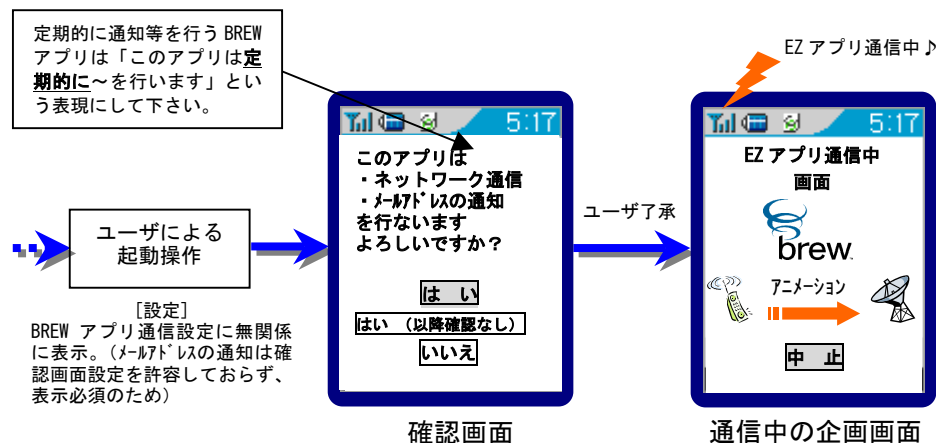 定期的に通知等を行う BREW
アプリは「このアプリは定
期的に～を行います」とい
う表現にして下さい。
EZ アプリ通信中♪
5:17
このアプリは
・ネットワーク通信
・ﾒｰﾙｱﾄﾞﾚｽの通知
を行ないます
よろしいですか？
は　い
はい　（以降確認なし）
いいえ
確認画面
ユーザによる
起動操作
[設定]
BREW アプリ通信設定に無関係
に表示。（ﾒｰﾙｱﾄﾞﾚｽの通知は確
認画面設定を許容しておらず、
表示必須のため）
ユーザ了承
5:17
EZ アプリ通信中
画面
brew.
ｱﾆﾒｰｼｮﾝ
中　止
通信中の企画画面